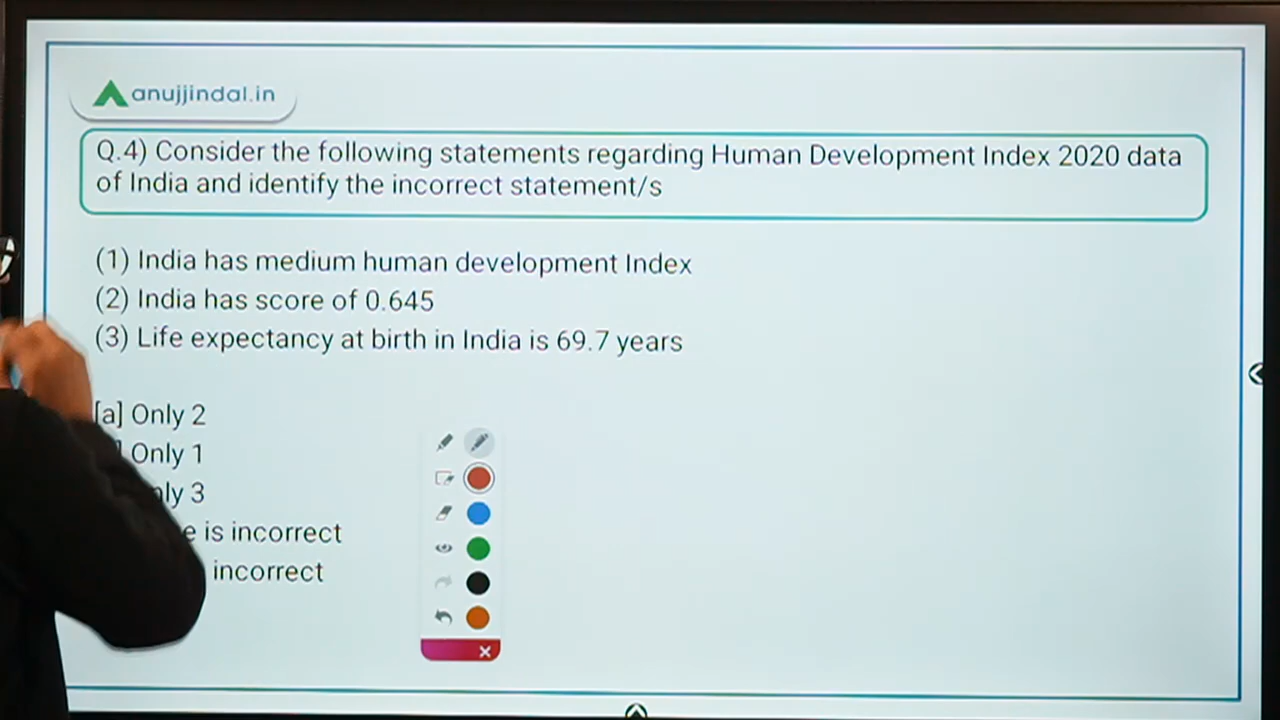 anujjindal.in
Q.4) Consider the following statements regarding Human Development Index 2020 data
of India and identify the incorrect statement/s
(1) India has medium human development Index
(2) India has score of 0.645
(3) Life expectancy at birth in India is 69.7 years
[a] Only 2
Only 1
3
is incorrect
incorrect